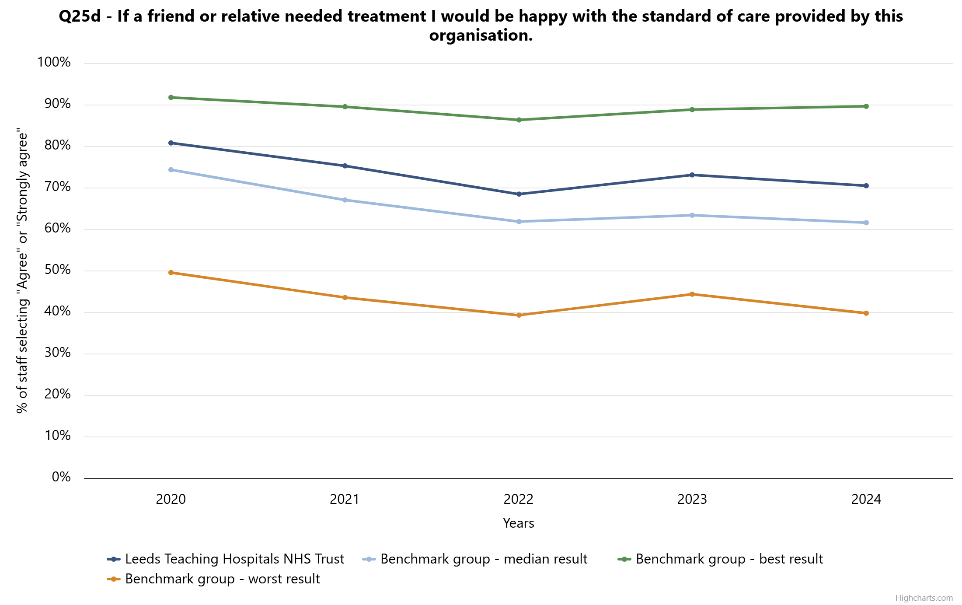 Q25d - If a friend or relative needed treatment I would be happy with the standard of care provided by this
organisation.
% of staff selecting "Agree" or "Strongly agree"
100%
90%
80%
70%
60%
50%
40%
30%
20%
10%
0%
2020 2021 2022 2023 2024
Years
Leeds Teaching Hospitals NHS Trust Benchmark group - median result Benchmark group - best result
Benchmark group - worst result
Highcharts.com